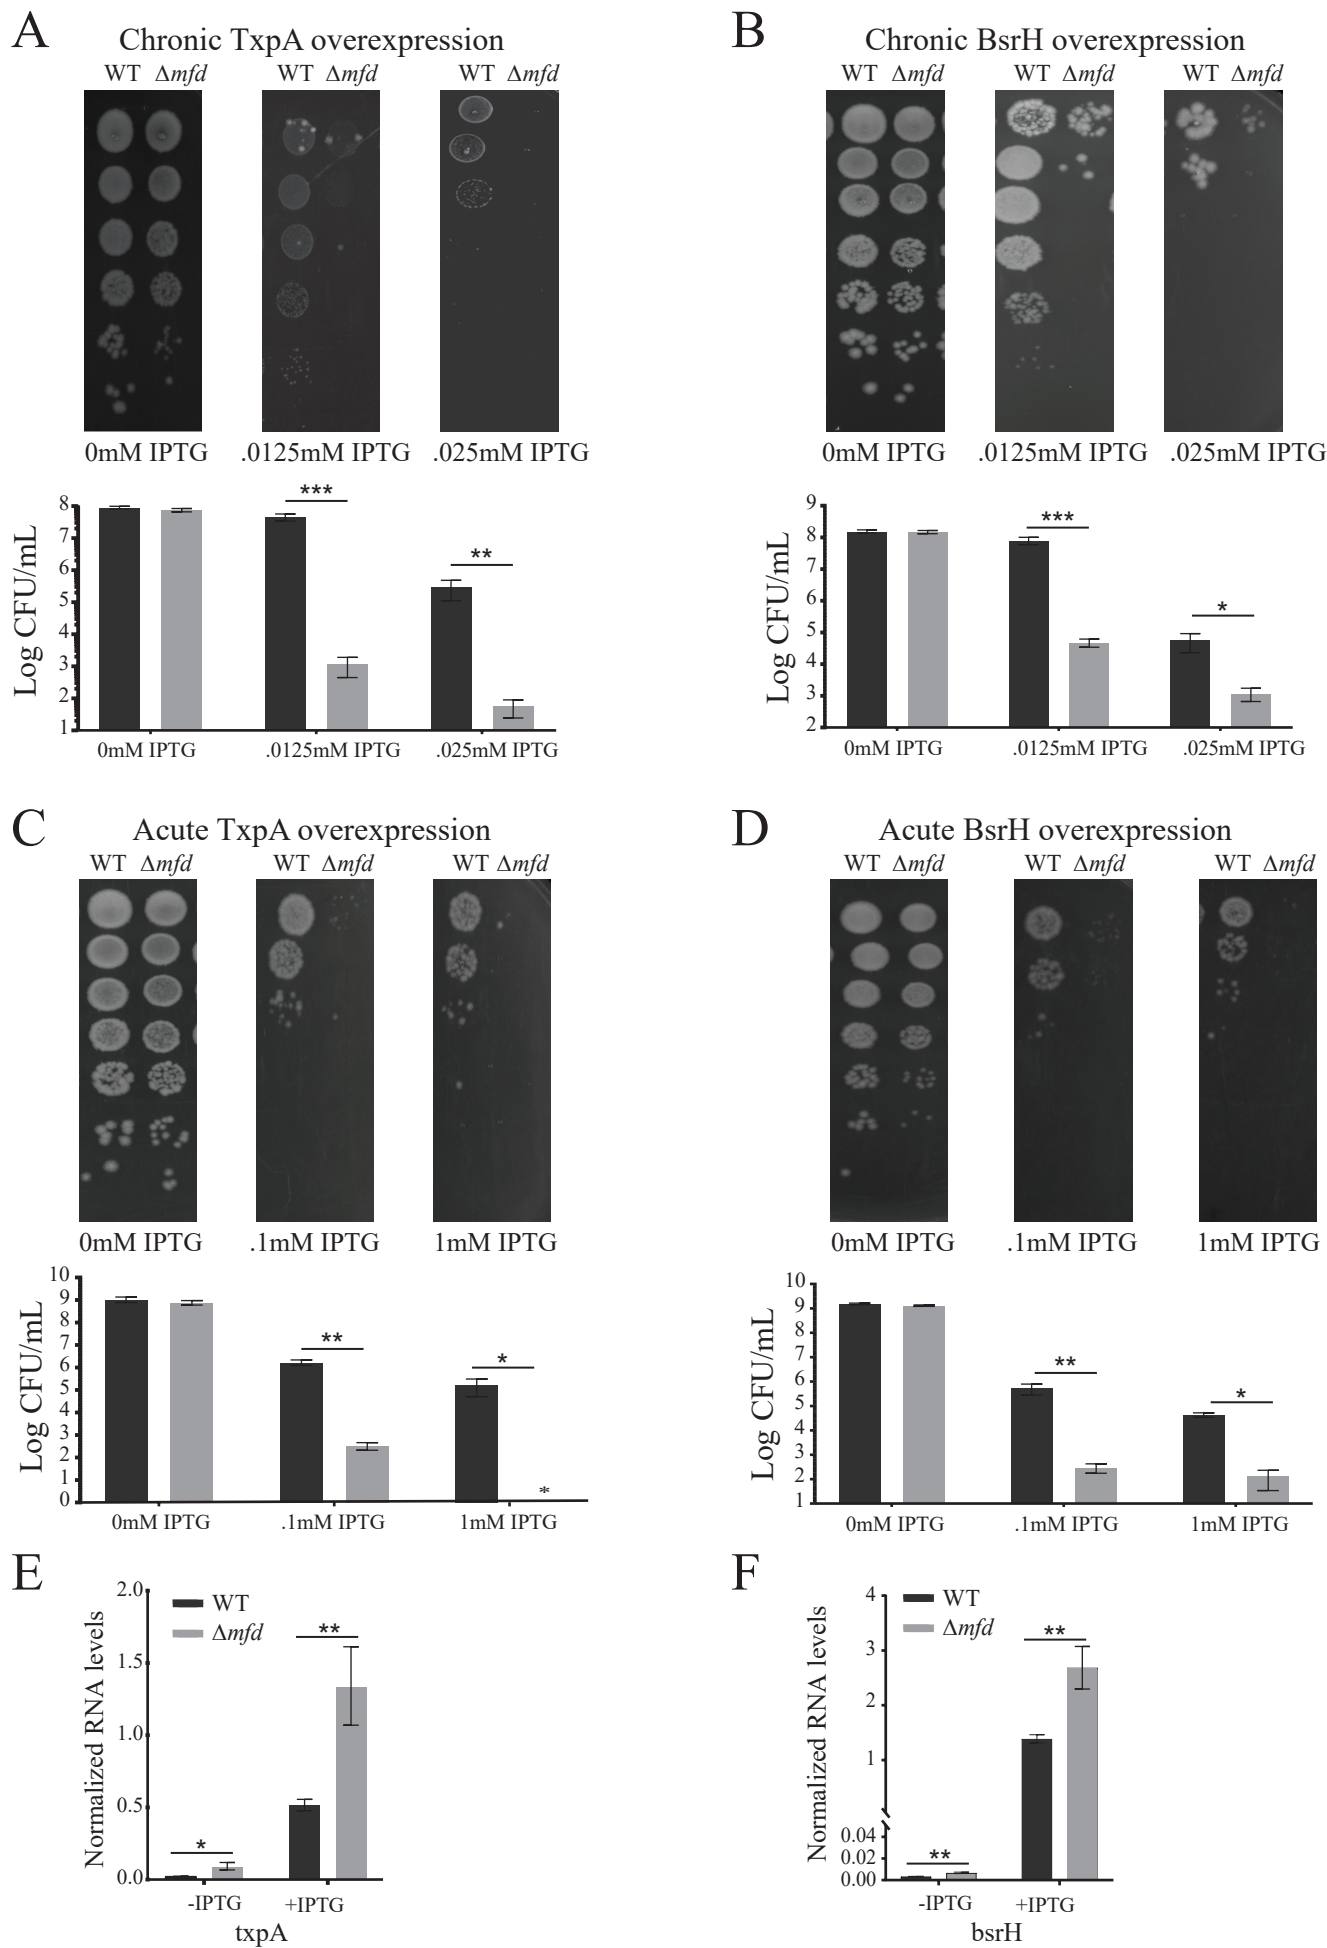 A
Chronic TxpA overexpression
WT Δmfd
WT Δmfd
WT Δmfd
0mM IPTG
.0125mM IPTG
.025mM IPTG
Log CFU/mL
8
7
6
5
4
3
2
1
***
**
0mM IPTG
.0125mM IPTG
.025mM IPTG
B
Chronic BsrH overexpression
WT Δmfd
WT Δmfd
WT Δmfd
0mM IPTG
.0125mM IPTG
.025mM IPTG
Log CFU/mL
9
8
7
6
5
4
3
2
***
*
0mM IPTG
.0125mM IPTG
.025mM IPTG
C
Acute TxpA overexpression
WT Δmfd
WT Δmfd
WT Δmfd
0mM IPTG
.1mM IPTG
1mM IPTG
Log CFU/mL
10
9
8
7
6
5
4
3
2
1
0
**
*
*
0mM IPTG
.1mM IPTG
1mM IPTG
D
Acute BsrH overexpression
WT Δmfd
WT Δmfd
WT Δmfd
0mM IPTG
.1mM IPTG
1mM IPTG
Log CFU/mL
10
9
8
7
6
5
4
3
2
1
**
*
0mM IPTG
.1mM IPTG
1mM IPTG
E
Normalized RNA levels
2.0
1.5
1.0
0.5
0.0
WT
Δmfd
*
**
-IPTG
+IPTG
txpA
F
Normalized RNA levels
4
3
2
1
0.04
0.02
0.00
WT
Δmfd
**
**
-IPTG
+IPTG
bsrH